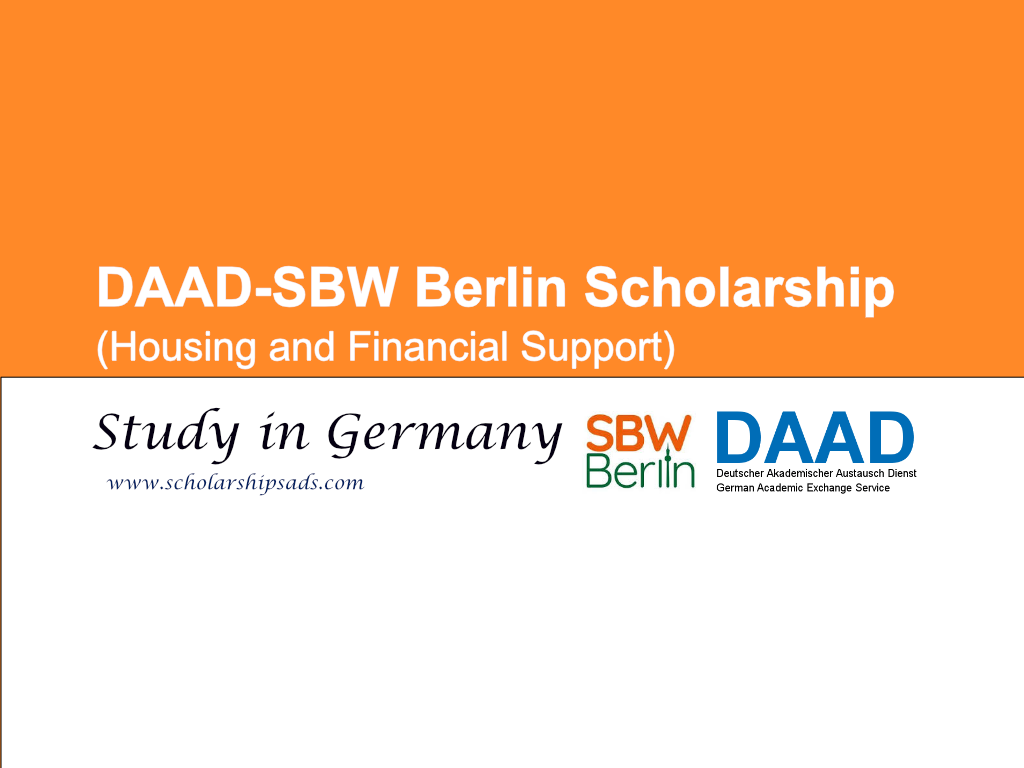 DAAD-SBW Berlin Scholarship
(Housing and Financial Support)
Study in Germany
www.scholarshipsads.com
SBW
Berlin
DAAD
Deutscher Akademischer Austausch Dienst
German Academic Exchange Service